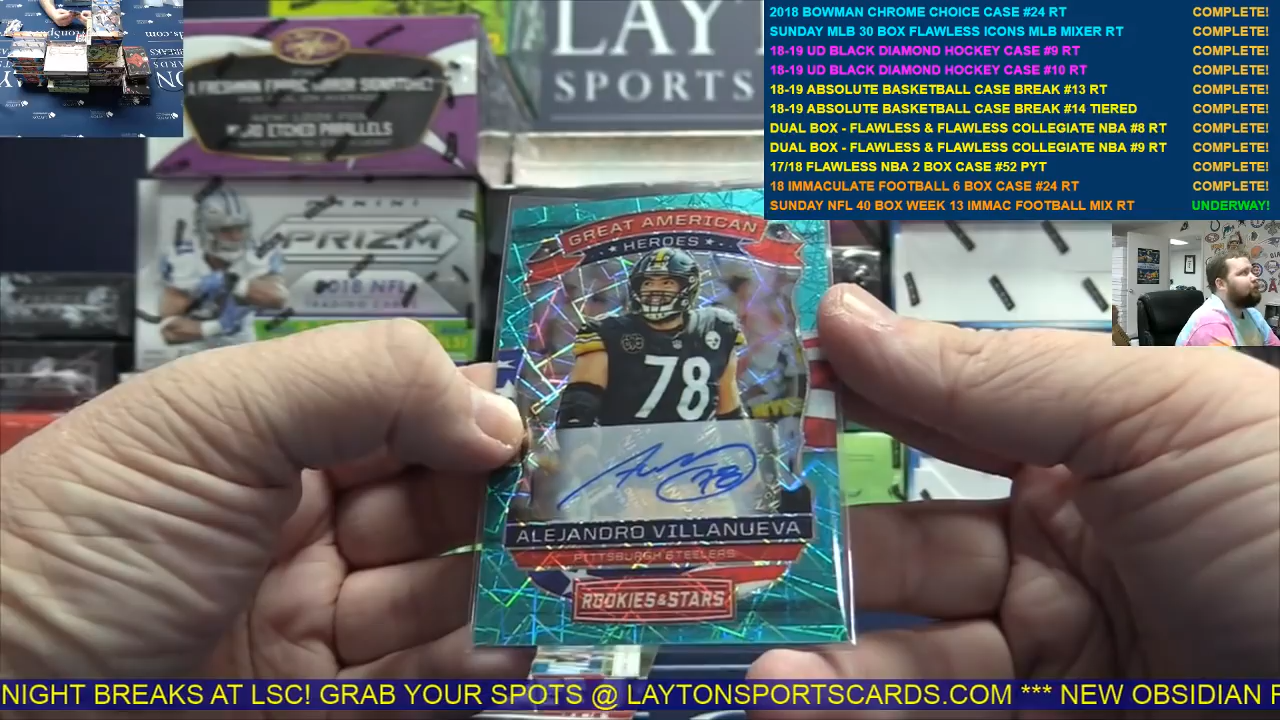 2018 BOWMAN CHROME CHOICE CASE #24 RT COMPLETE!
SUNDAY MLB 30 BOX FLAWLESS ICONS MLB MIXER RT COMPLETE!
18-19 UD BLACK DIAMOND HOCKEY CASE #9 RT COMPLETE!
18-19 UD BLACK DIAMOND HOCKEY CASE #10 RT COMPLETE!
18-19 ABSOLUTE BASKETBALL CASE BREAK #13 RT COMPLETE!
18-19 ABSOLUTE BASKETBALL CASE BREAK #14 TIERED COMPLETE!
DUAL BOX - FLAWLESS & FLAWLESS COLLEGIATE NBA #8 RT COMPLETE!
DUAL BOX - FLAWLESS & FLAWLESS COLLEGIATE NBA #9 RT COMPLETE!
17/18 FLAWLESS NBA 2 BOX CASE #52 PYT COMPLETE!
18 IMMACULATE FOOTBALL 6 BOX CASE #24 RT COMPLETE!
SUNDAY NFL 40 BOX WEEK 13 IMMAC FOOTBALL MIX RT UNDERWAY!
LAYT
SPORTS
ETCHED PARALLELS
PANINI
PRIZM
2018 NFL
GREAT AMERICAN
HEROES
78
ALEJANDRO VILLANUEVA
PITTSBURGH STEELERS
ROOKIES & STARS
NIGHT BREAKS AT LSC! GRAB YOUR SPOTS @ LAYTONSPORTSCARDS.COM *** NEW OBSIDIAN